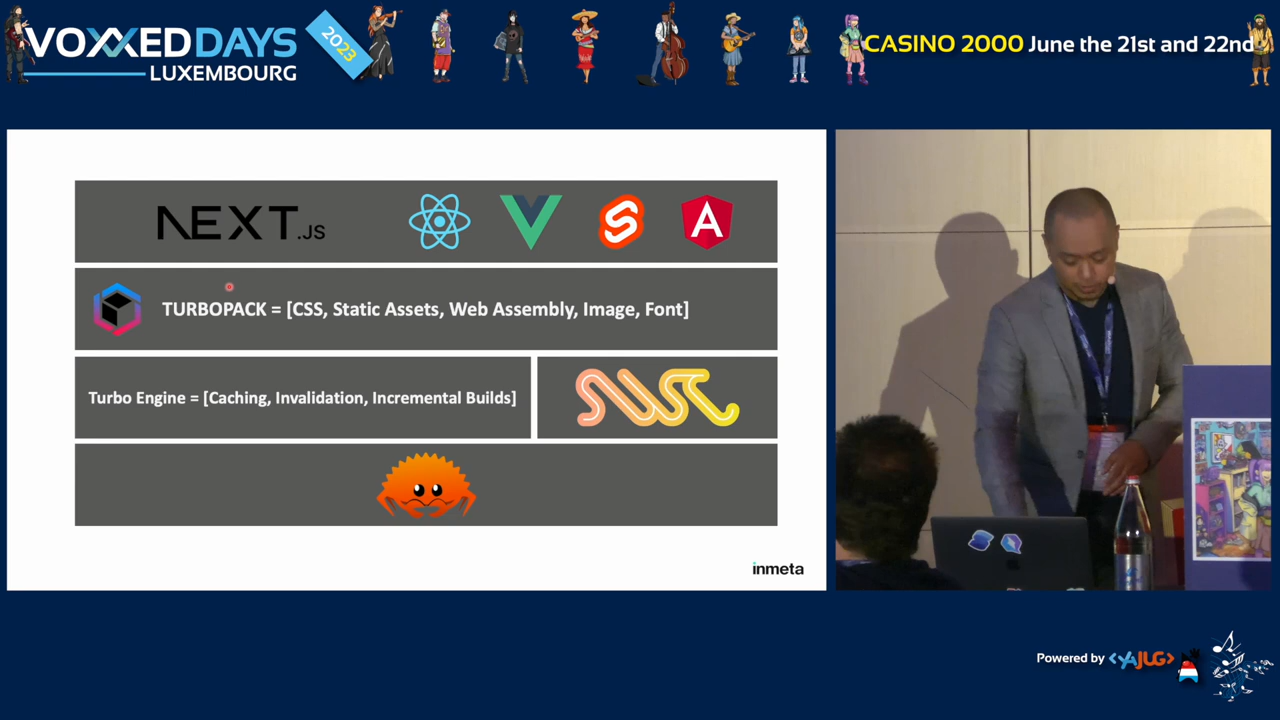 VOXXEDDAYS
LUXEMBOURG
2023
CASINO 2000 June the 21st and 22nd
NEXT.JS
TURBOPACK = [CSS, Static Assets, Web Assembly, Image, Font]
Turbo Engine = [Caching, Invalidation, Incremental Builds]
SWC
inmeta
Powered by <YAJUG>